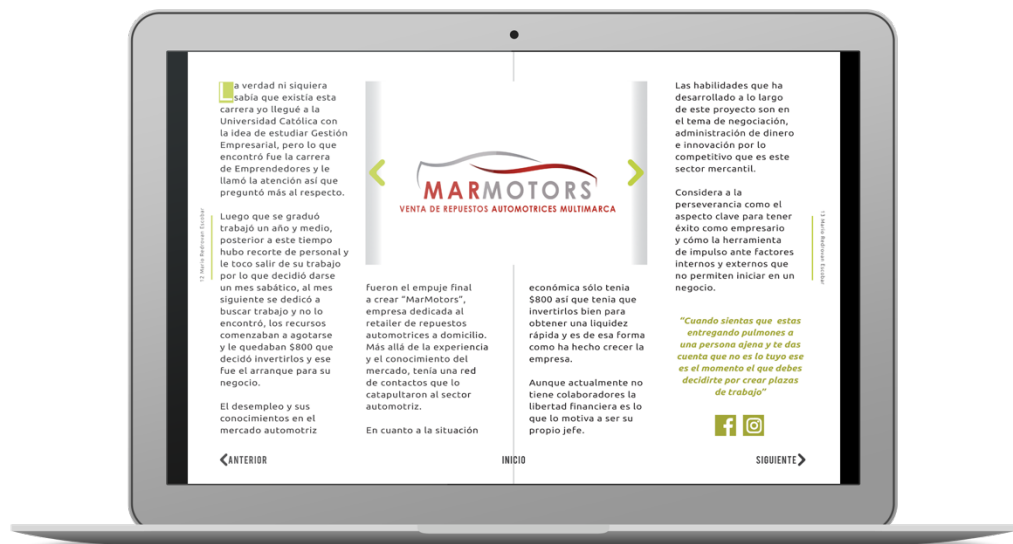 La verdad ni siquiera
sabía que existía esta
carrera yo llegué a la
Universidad Católica con
la idea de estudiar Gestión
Empresarial, pero lo que
encontró fue la carrera
de Emprendedores y le
llamó la atención así que
preguntó más al respecto.
Luego que se graduó
trabajó un año y medio,
posterior a este tiempo
hubo recorte de personal y
le toco salir de su trabajo
por lo que decidió darse
un mes sabático, al mes
siguiente se dedicó a
buscar trabajo y no lo
encontró, los recursos
comenzaban a agotarse
y le quedaban $800 que
decidió invertirlos y ese
fue el arranque para su
negocio.
El desempleo y sus
conocimientos en el
mercado automotriz
12 Mario Redrovan Escobar
MARMOTORS
VENTA DE REPUESTOS AUTOMOTRICES MULTIMARCA
fueron el empuje final
a crear “MarMotors”,
empresa dedicada al
retailer de repuestos
automotrices a domicilio.
Más allá de la experiencia
y el conocimiento del
mercado, tenía una red
de contactos que lo
catapultaron al sector
automotriz.
En cuanto a la situación
económica sólo tenia
$800 así que tenia que
invertirlos bien para
obtener una liquidez
rápida y es de esa forma
como ha hecho crecer la
empresa.
Aunque actualmente no
tiene colaboradores la
libertad financiera es lo
que lo motiva a ser su
propio jefe.
Las habilidades que ha
desarrollado a lo largo
de este proyecto son en
el tema de negociación,
administración de dinero
e innovación por lo
competitivo que es este
sector mercantil.
Considera a la
perseverancia como el
aspecto clave para tener
éxito como empresario
y cómo la herramienta
de impulso ante factores
internos y externos que
no permiten iniciar en un
negocio.
“Cuando sientas que estas
entregando pulmones a
una persona ajena y te das
cuenta que no es lo tuyo ese
es el momento el que debes
decidirte por crear plazas
de trabajo”
13 Mario Redrovan Escobar
ANTERIOR
INICIO
SIGUIENTE